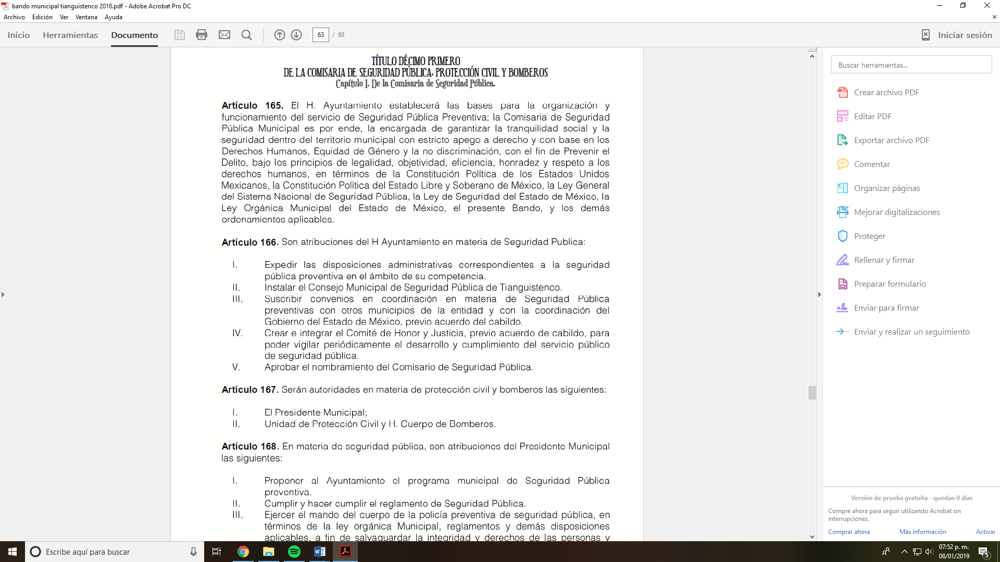 bando municipal tianguistenco 2018.pdf - Adobe Acrobat Pro DC
Archivo Edición Ver Ventana Ayuda
Inicio Herramientas Documento 63 / 88 Iniciar sesión
TÍTULO DÉCIMO PRIMERO
DE LA COMISARIA DE SEGURIDAD PÚBLICA, PROTECCIÓN CIVIL Y BOMBEROS
Capítulo I. De la Comisaria de Seguridad Pública.
Artículo 165. El H. Ayuntamiento establecerá las bases para la organización y
funcionamiento del servicio de Seguridad Pública Preventiva; la Comisaria de Seguridad
Pública Municipal es por ende, la encargada de garantizar la tranquilidad social y la
seguridad dentro del territorio municipal con estricto apego a derecho y con base en los
Derechos Humanos, Equidad de Género y la no discriminación, con el fin de Prevenir el
Delito, bajo los principios de legalidad, objetividad, eficiencia, honradez y respeto a los
derechos humanos, en términos de la Constitución Política de los Estados Unidos
Mexicanos, la Constitución Política del Estado Libre y Soberano de México, la Ley General
del Sistema Nacional de Seguridad Pública, la Ley de Seguridad del Estado de México, la
Ley Orgánica Municipal del Estado de México, el presente Bando, y los demás
ordenamientos aplicables.
Artículo 166. Son atribuciones del H Ayuntamiento en materia de Seguridad Publica:
I. Expedir las disposiciones administrativas correspondientes a la seguridad
pública preventiva en el ámbito de su competencia.
II. Instalar el Consejo Municipal de Seguridad Pública de Tianguistenco.
III. Suscribir convenios en coordinación en materia de Seguridad Pública
preventivas con otros municipios de la entidad y con la coordinación del
Gobierno del Estado de México, previo acuerdo del cabildo.
IV. Crear e integrar el Comité de Honor y Justicia, previo acuerdo de cabildo, para
poder vigilar periódicamente el desarrollo y cumplimiento del servicio público
de seguridad pública.
V. Aprobar el nombramiento del Comisario de Seguridad Pública.
Artículo 167. Serán autoridades en materia de protección civil y bomberos las siguientes:
I. El Presidente Municipal;
II. Unidad de Protección Civil y H. Cuerpo de Bomberos.
Artículo 168. En materia de seguridad pública, son atribuciones del Presidente Municipal
las siguientes:
I. Proponer al Ayuntamiento el programa municipal de Seguridad Pública
preventiva.
II. Cumplir y hacer cumplir el reglamento de Seguridad Pública.
III. Ejercer el mando del cuerpo de la policía preventiva de seguridad pública, en
términos de la ley orgánica Municipal, reglamentos y demás disposiciones
aplicables, a fin de salvaguardar la integridad y derechos de las personas y
Buscar herramientas...
Crear archivo PDF
Editar PDF
Exportar archivo PDF
Comentar
Organizar páginas
Mejorar digitalizaciones
Proteger
Rellenar y firmar
Preparar formulario
Enviar para firmar
Enviar y realizar un seguimiento
Versión de prueba gratuita - quedan 0 días
Compre ahora para seguir utilizando Acrobat sin
interrupciones.
Comprar ahora Más información Activar
Escribe aquí para buscar
07:52 p. m.
08/01/2019
5